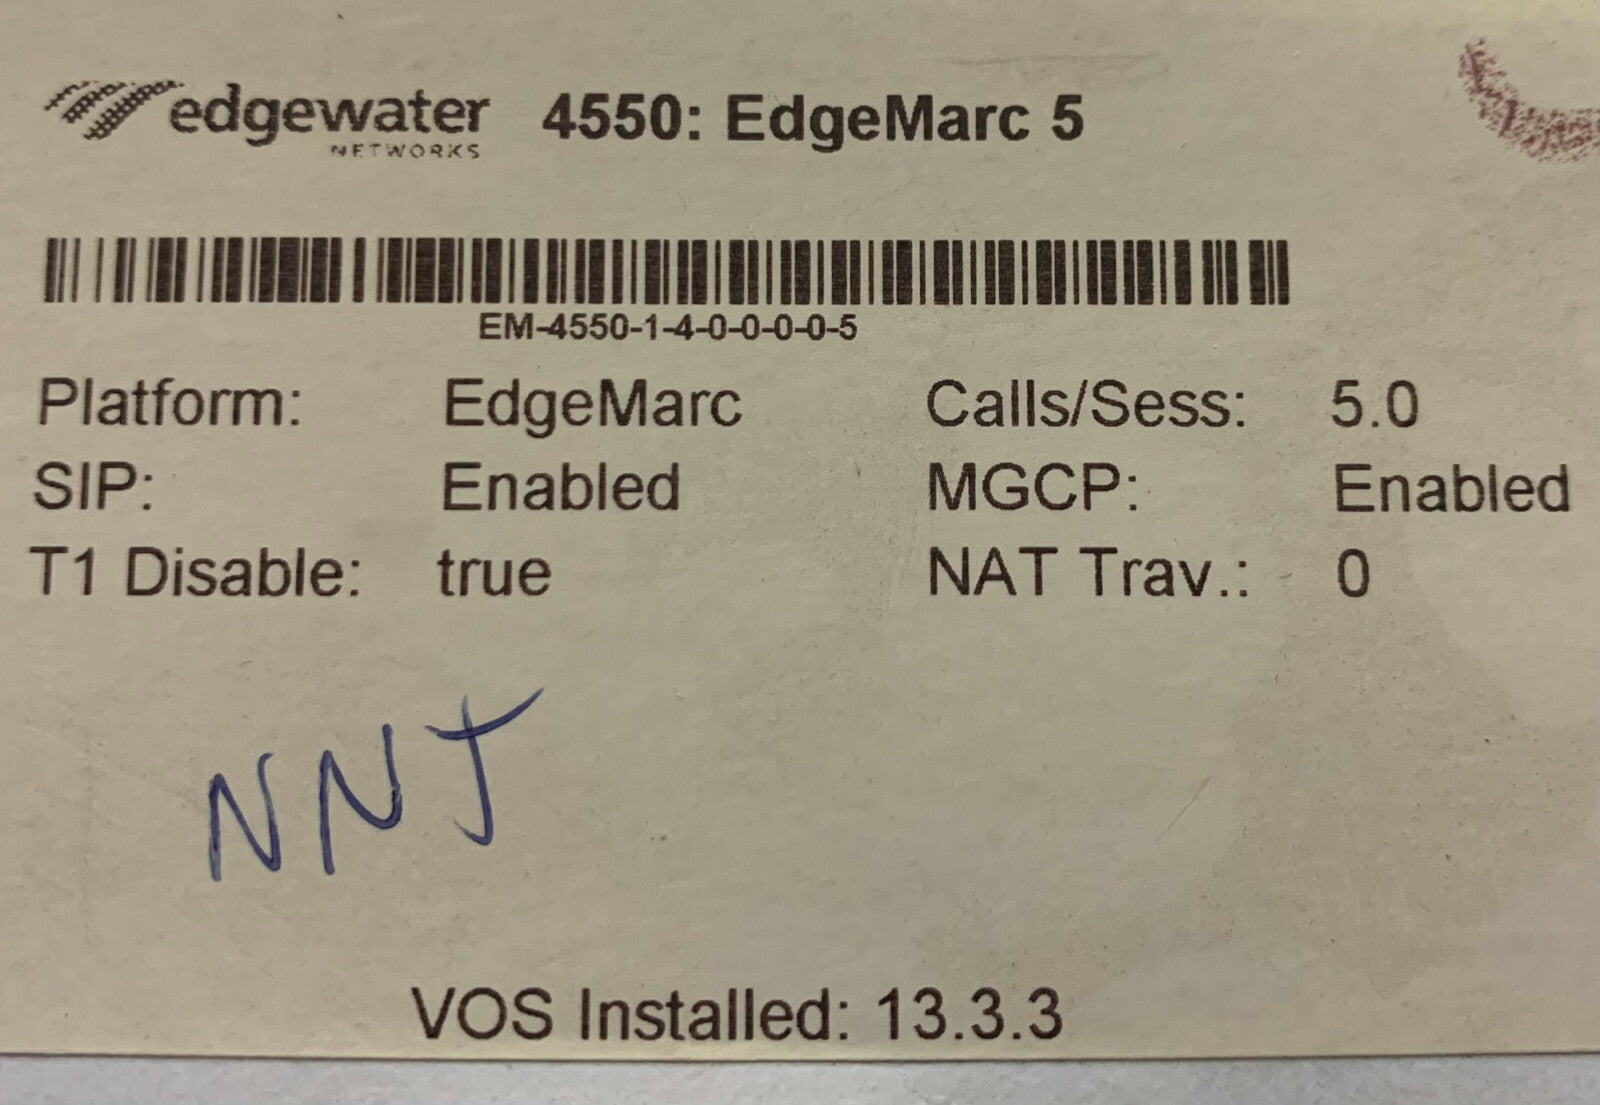 edgewater NETWORKS 4550: EdgeMarc 5
EM-4550-1-4-0-0-0-0-5
Platform: EdgeMarc Calls/Sess: 5.0
SIP: Enabled MGCP: Enabled
T1 Disable: true NAT Trav.: 0
NNJ
VOS Installed: 13.3.3